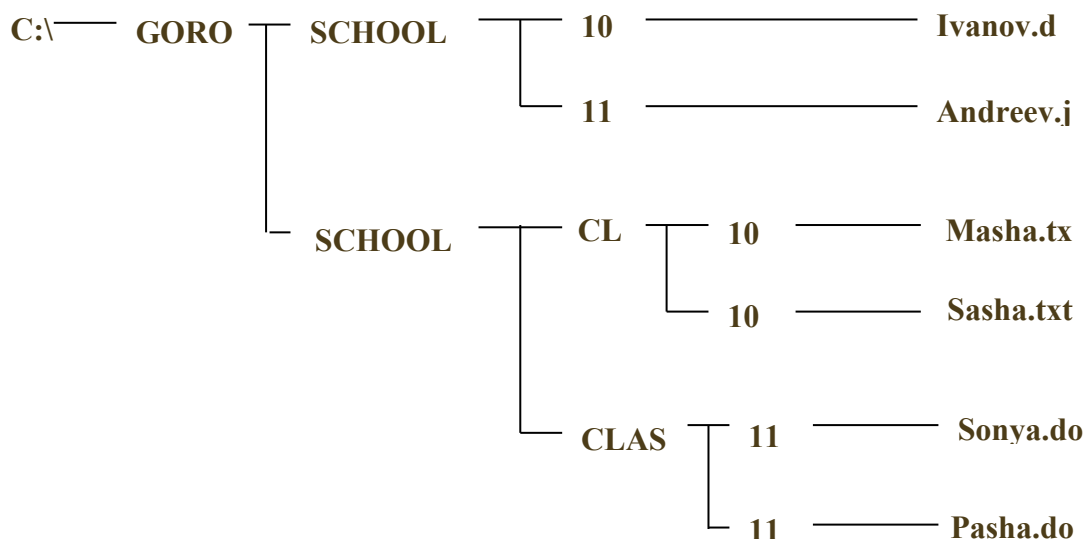 C:\ GORO SCHOOL 10 Ivanov.d
11 Andreev.j
SCHOOL CL 10 Masha.tx
10 Sasha.txt
CLAS 11 Sonya.do
11 Pasha.do